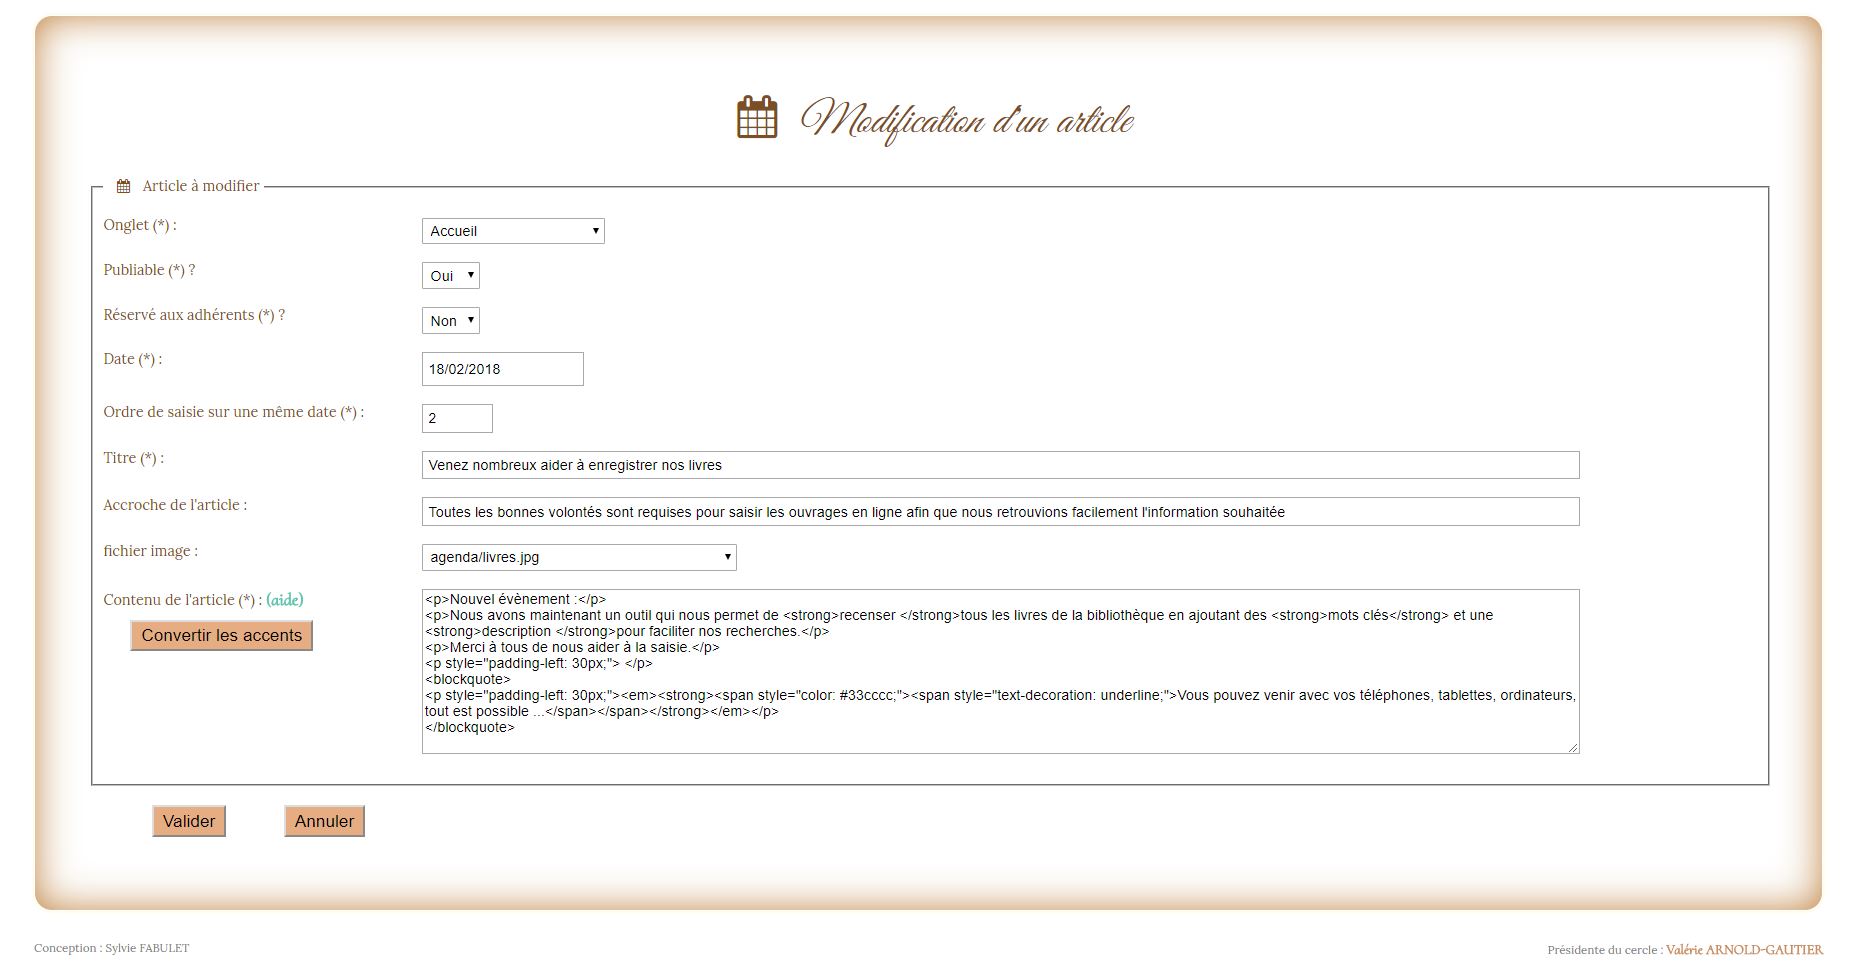 Modification d'un article
Article à modifier
Onglet (*) :
Accueil
Publiable (*) ?
Oui
Réservé aux adhérents (*) ?
Non
Date (*) :
18/02/2018
Ordre de saisie sur une même date (*) :
2
Titre (*) :
Venez nombreux aider à enregistrer nos livres
Accroche de l'article :
Toutes les bonnes volontés sont requises pour saisir les ouvrages en ligne afin que nous retrouvions facilement l'information souhaitée
fichier image :
agenda/livres.jpg
Contenu de l'article (*) : (aide)
Convertir les accents
<p>Nouvel évènement :</p>
<p>Nous avons maintenant un outil qui nous permet de <strong>recenser </strong>tous les livres de la bibliothèque en ajoutant des <strong>mots clés</strong> et une
<strong>description </strong>pour faciliter nos recherches.</p>
<p>Merci à tous de nous aider à la saisie.</p>
<p style="padding-left: 30px;"> </p>
<blockquote>
<p style="padding-left: 30px;"><em><strong><span style="color: #33cccc;"><span style="text-decoration: underline;">Vous pouvez venir avec vos téléphones, tablettes, ordinateurs,
tout est possible ...</span></span></strong></em></p>
</blockquote>
Valider
Annuler
Conception : Sylvie FABULET
Présidente du cercle : Valérie ARNOLD-GAUTIER